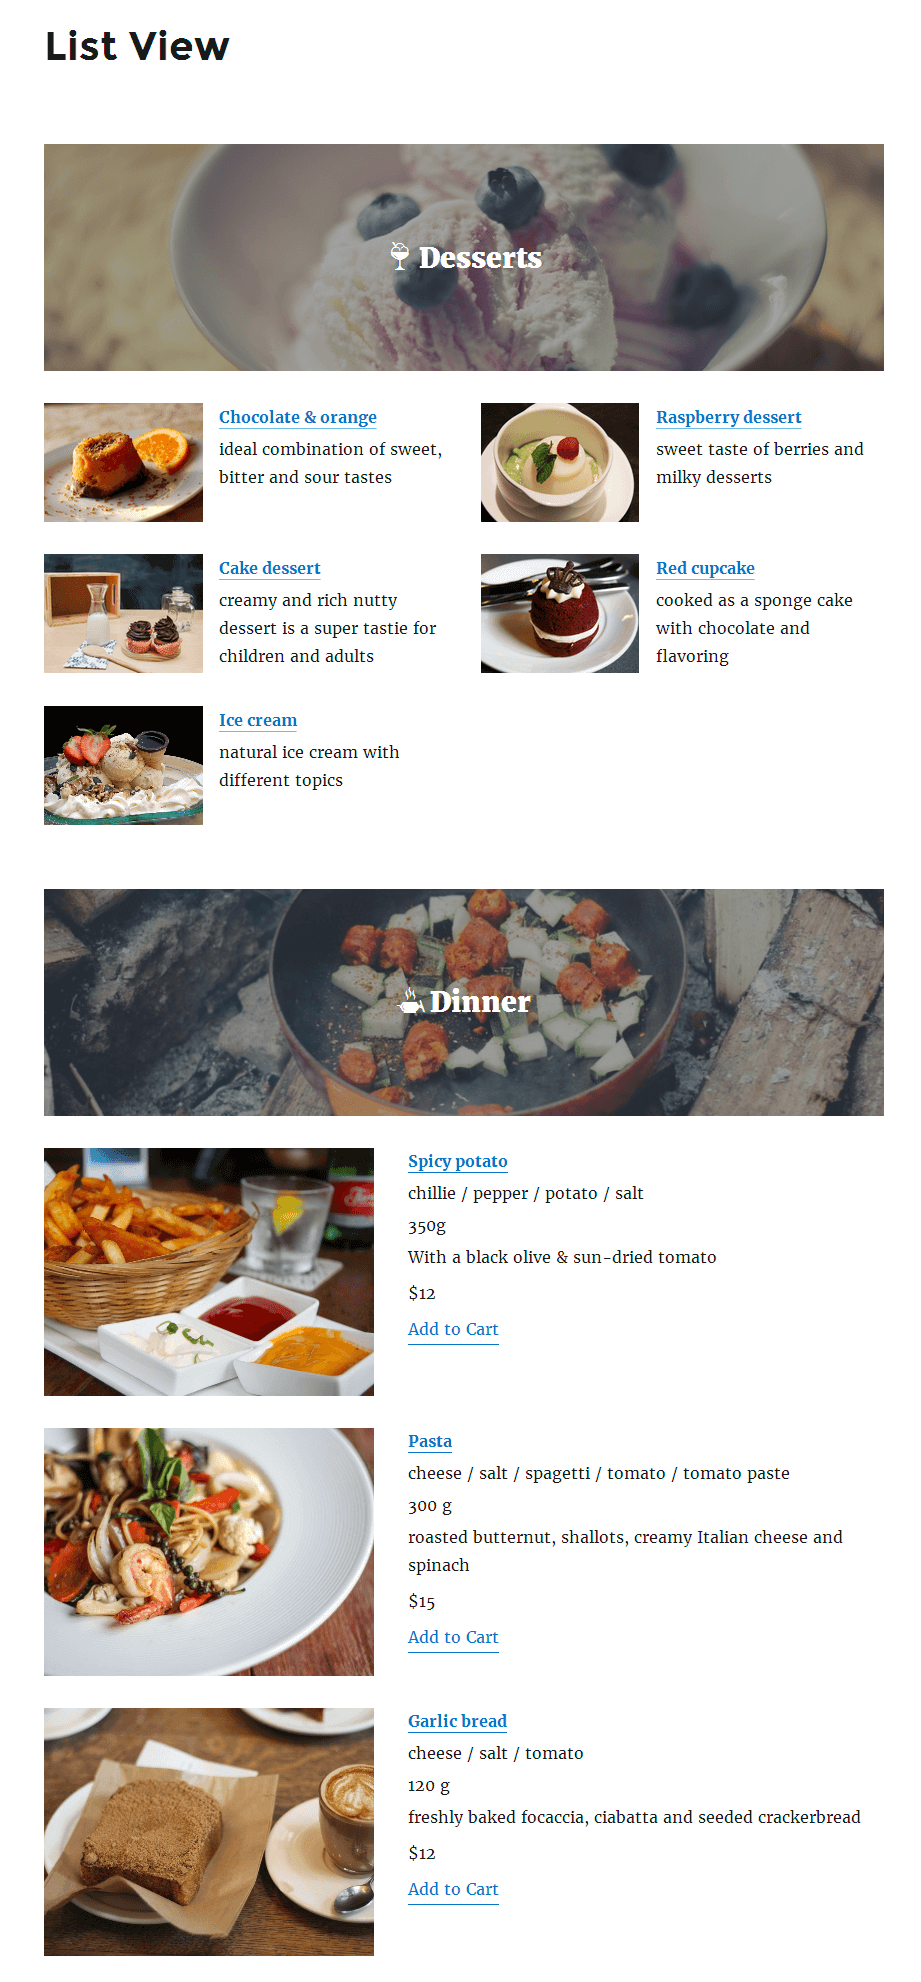 List View
Desserts
Chocolate & orange
ideal combination of sweet,
bitter and sour tastes
Raspberry dessert
sweet taste of berries and
milky desserts
Cake dessert
creamy and rich nutty
dessert is a super tastie for
children and adults
Red cupcake
cooked as a sponge cake
with chocolate and
flavoring
Ice cream
natural ice cream with
different topics
Dinner
Spicy potato
chillie / pepper / potato / salt
350g
With a black olive & sun-dried tomato
$12
Add to Cart
Pasta
cheese / salt / spagetti / tomato / tomato paste
300 g
roasted butternut, shallots, creamy Italian cheese and
spinach
$15
Add to Cart
Garlic bread
cheese / salt / tomato
120 g
freshly baked focaccia, ciabatta and seeded crackerbread
$12
Add to Cart